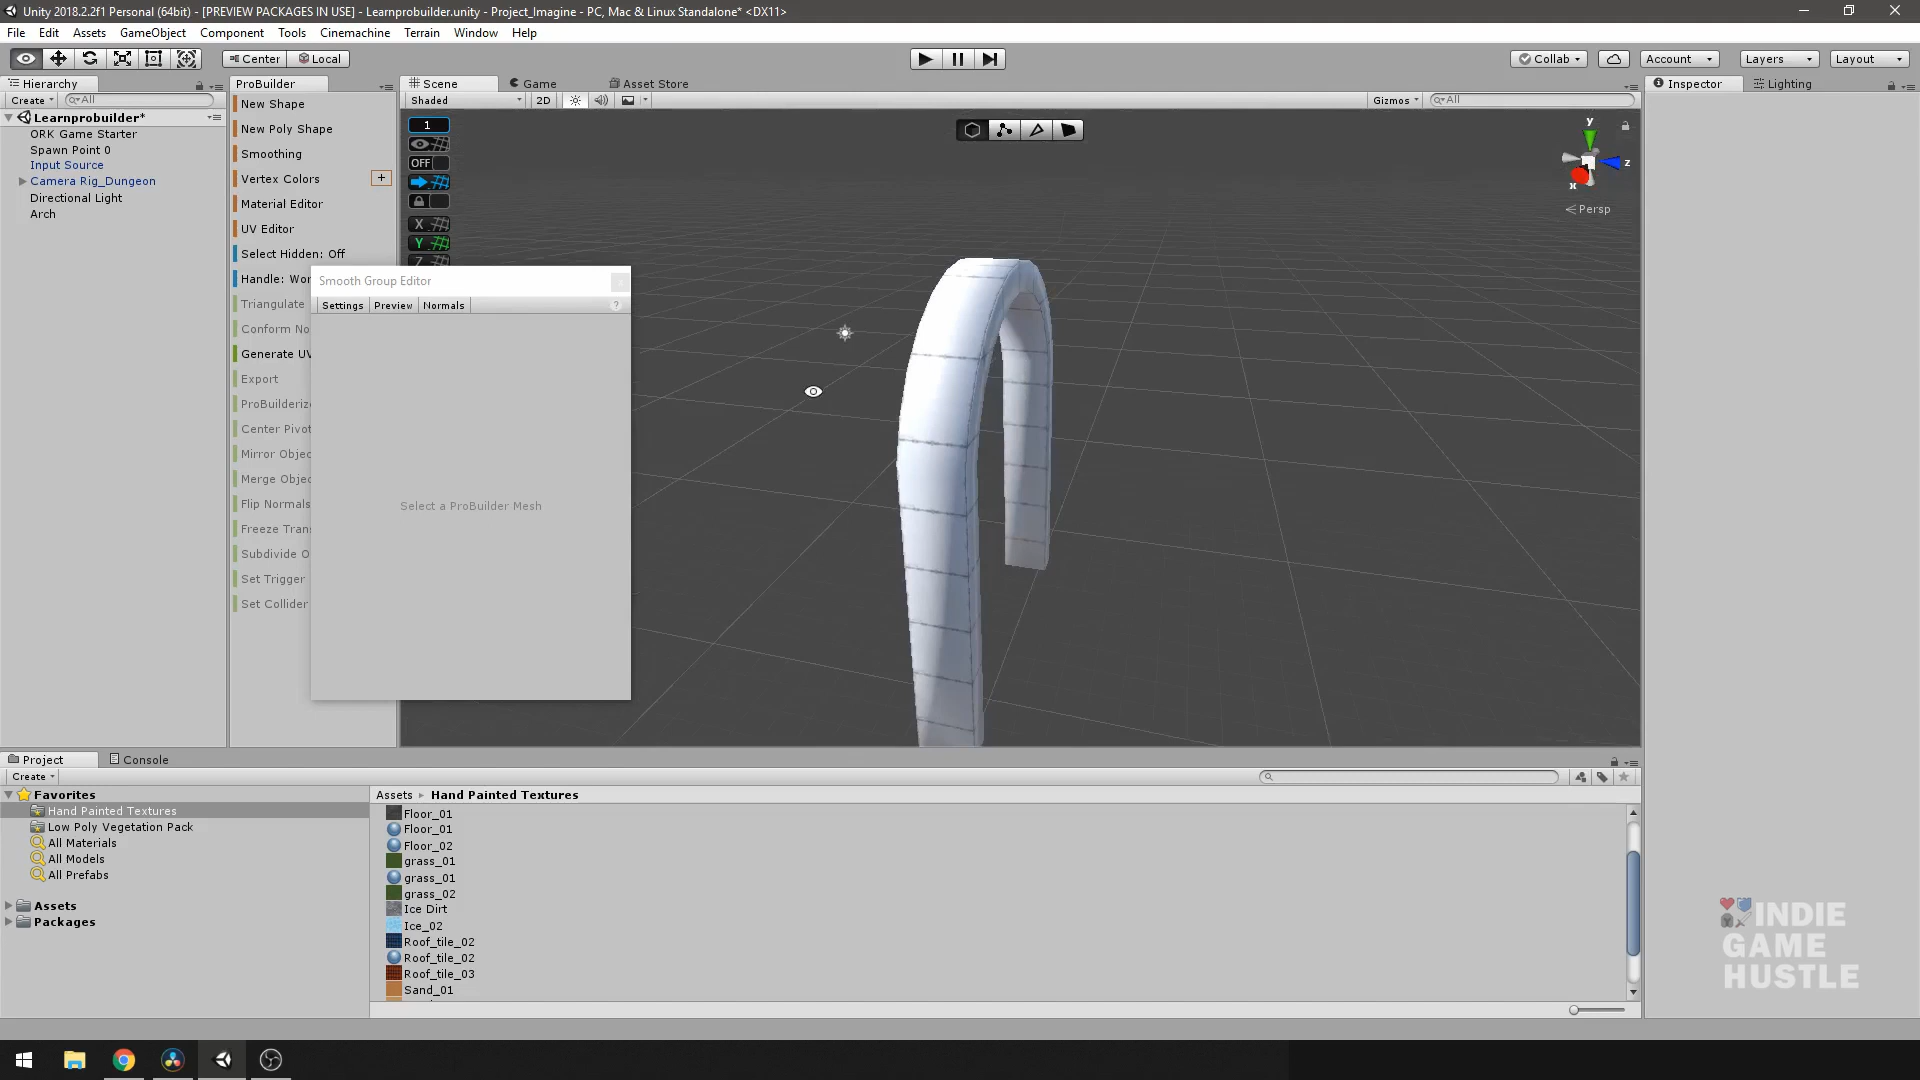 Unity 2018.2.2f1 Personal (64bit) - [PREVIEW PACKAGES IN USE] - Learnprobuilder.unity - Project_Imagine - PC, Mac & Linux Standalone* <DX11>
File Edit Assets GameObject Component Tools Cinemachine Terrain Window Help
Center Local Collab Account Layers Layout
Hierarchy
Create All
Learnprobuilder*
ORK Game Starter
Spawn Point 0
Input Source
Camera Rig_Dungeon
Directional Light
Arch
ProBuilder
New Shape
New Poly Shape
Smoothing
Vertex Colors +
Material Editor
UV Editor
Select Hidden: Off
Handle: Wor
Triangulate
Conform No
Generate UV
Export
ProBuilderize
Center Pivot
Mirror Objec
Merge Objec
Flip Normals
Freeze Tran
Subdivide O
Set Trigger
Set Collider
Smooth Group Editor
Settings Preview Normals ?
Select a ProBuilder Mesh
Scene Game Asset Store
Shaded 2D Gizmos All
1
OFF
X
Y
Z
y
z
x
Persp
Inspector Lighting
Project Console
Create
Favorites
Hand Painted Textures
Low Poly Vegetation Pack
All Materials
All Models
All Prefabs
Assets
Packages
Assets Hand Painted Textures
Floor_01
Floor_01
Floor_02
grass_01
grass_01
grass_02
Ice Dirt
Ice_02
Roof_tile_02
Roof_tile_02
Roof_tile_03
Sand_01
INDIE
GAME
HUSTLE